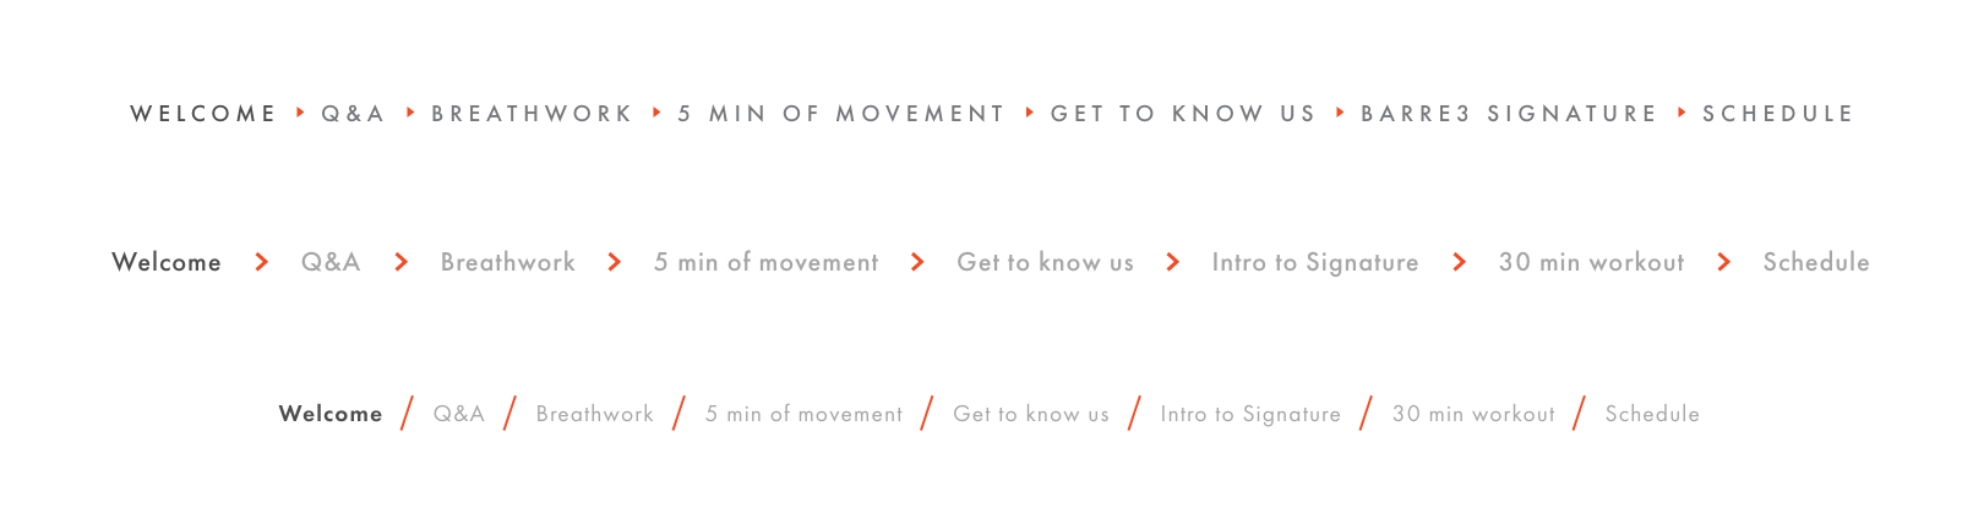 WELCOME ▸ Q&A ▸ BREATHWORK ▸ 5 MIN OF MOVEMENT ▸ GET TO KNOW US ▸ BARRE3 SIGNATURE ▸ SCHEDULE
Welcome > Q&A > Breathwork > 5 min of movement > Get to know us > Intro to Signature > 30 min workout > Schedule
Welcome / Q&A / Breathwork / 5 min of movement / Get to know us / Intro to Signature / 30 min workout / Schedule